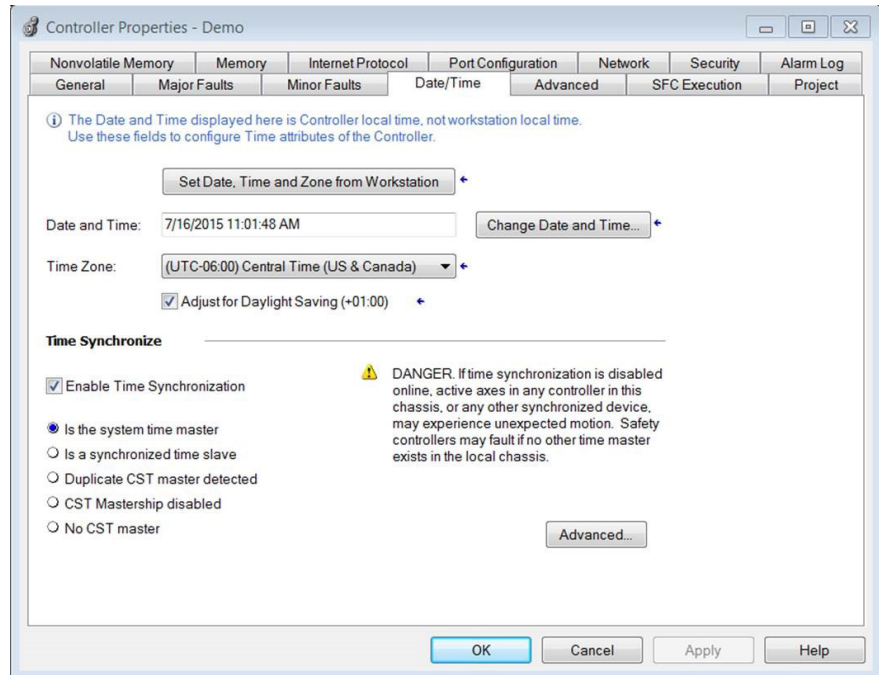 Controller Properties - Demo
Nonvolatile Memory Memory Internet Protocol Port Configuration Network Security Alarm Log
General Major Faults Minor Faults Date/Time Advanced SFC Execution Project
The Date and Time displayed here is Controller local time, not workstation local time.
Use these fields to configure Time attributes of the Controller.
Set Date, Time and Zone from Workstation
Date and Time: 7/16/2015 11:01:48 AM Change Date and Time...
Time Zone: (UTC-06:00) Central Time (US & Canada)
Adjust for Daylight Saving (+01:00)
Time Synchronize
Enable Time Synchronization
Is the system time master
Is a synchronized time slave
Duplicate CST master detected
CST Mastership disabled
No CST master
DANGER. If time synchronization is disabled
online, active axes in any controller in this
chassis, or any other synchronized device,
may experience unexpected motion. Safety
controllers may fault if no other time master
exists in the local chassis.
Advanced...
OK Cancel Apply Help